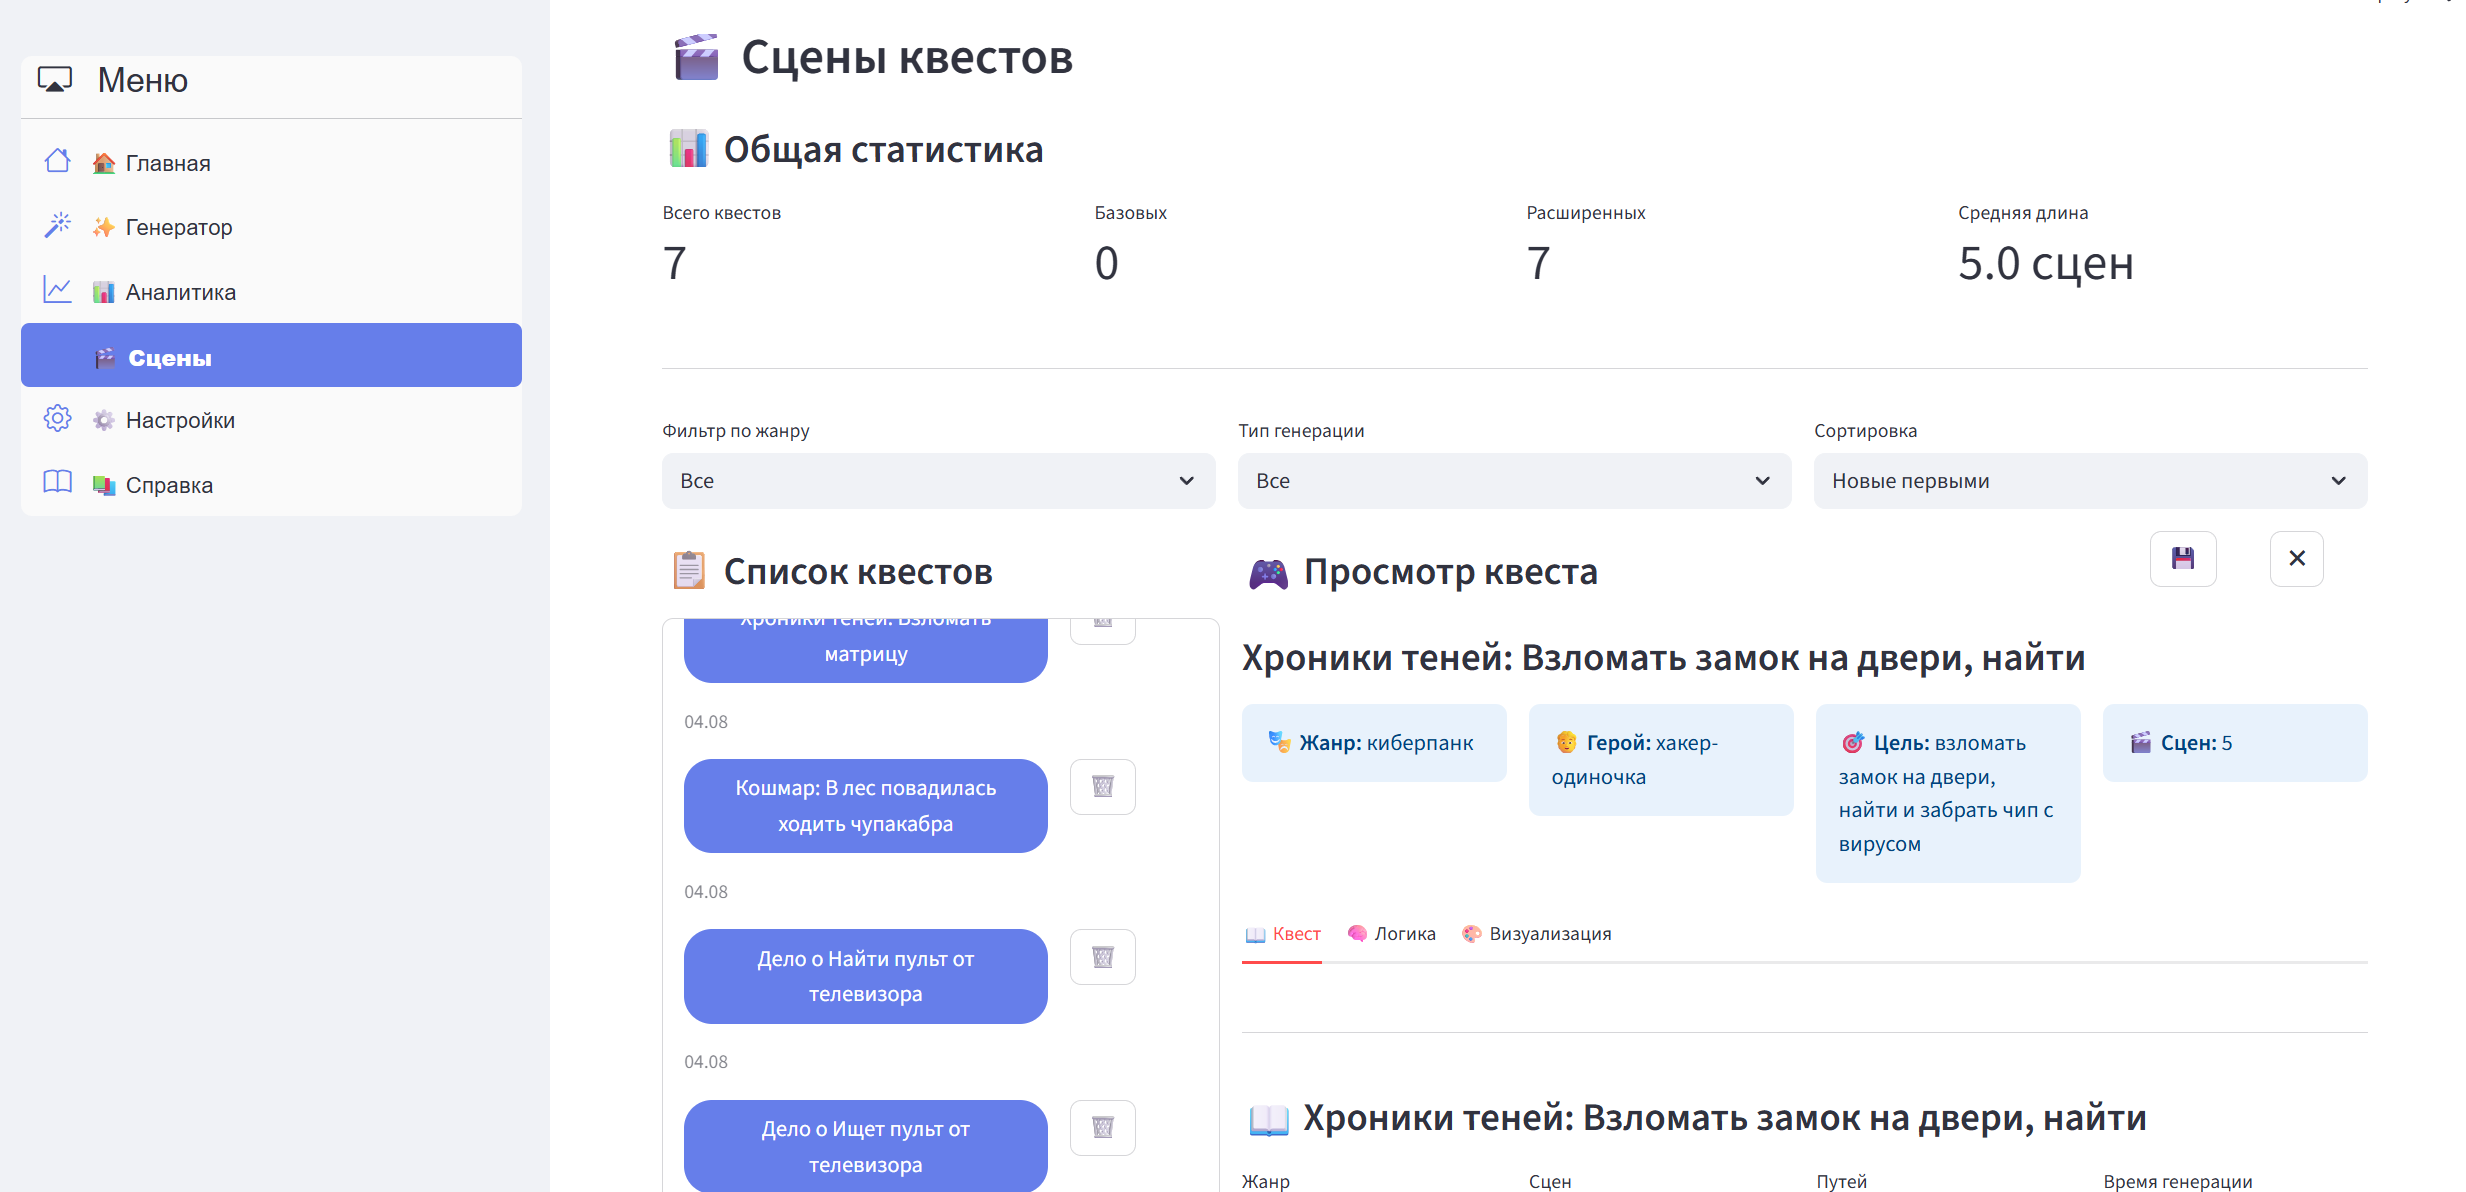 Меню
Главная
Генератор
Аналитика
Сцены
Настройки
Справка
Сцены квестов
Общая статистика
Всего квестов
7
Базовых
0
Расширенных
7
Средняя длина
5.0 сцен
Фильтр по жанру
Все
Тип генерации
Все
Сортировка
Новые первыми
Список квестов
Хроники теней: Взломать
матрицу
04.08
Кошмар: В лес повадилась
ходить чупакабра
04.08
Дело о Найти пульт от
телевизора
04.08
Дело о Ищет пульт от
телевизора
Просмотр квеста
Хроники теней: Взломать замок на двери, найти
Жанр: киберпанк
Герой: хакер-
одиночка
Цель: взломать
замок на двери,
найти и забрать чип с
вирусом
Сцен: 5
Квест
Логика
Визуализация
Хроники теней: Взломать замок на двери, найти
Жанр
Сцен
Путей
Время генерации